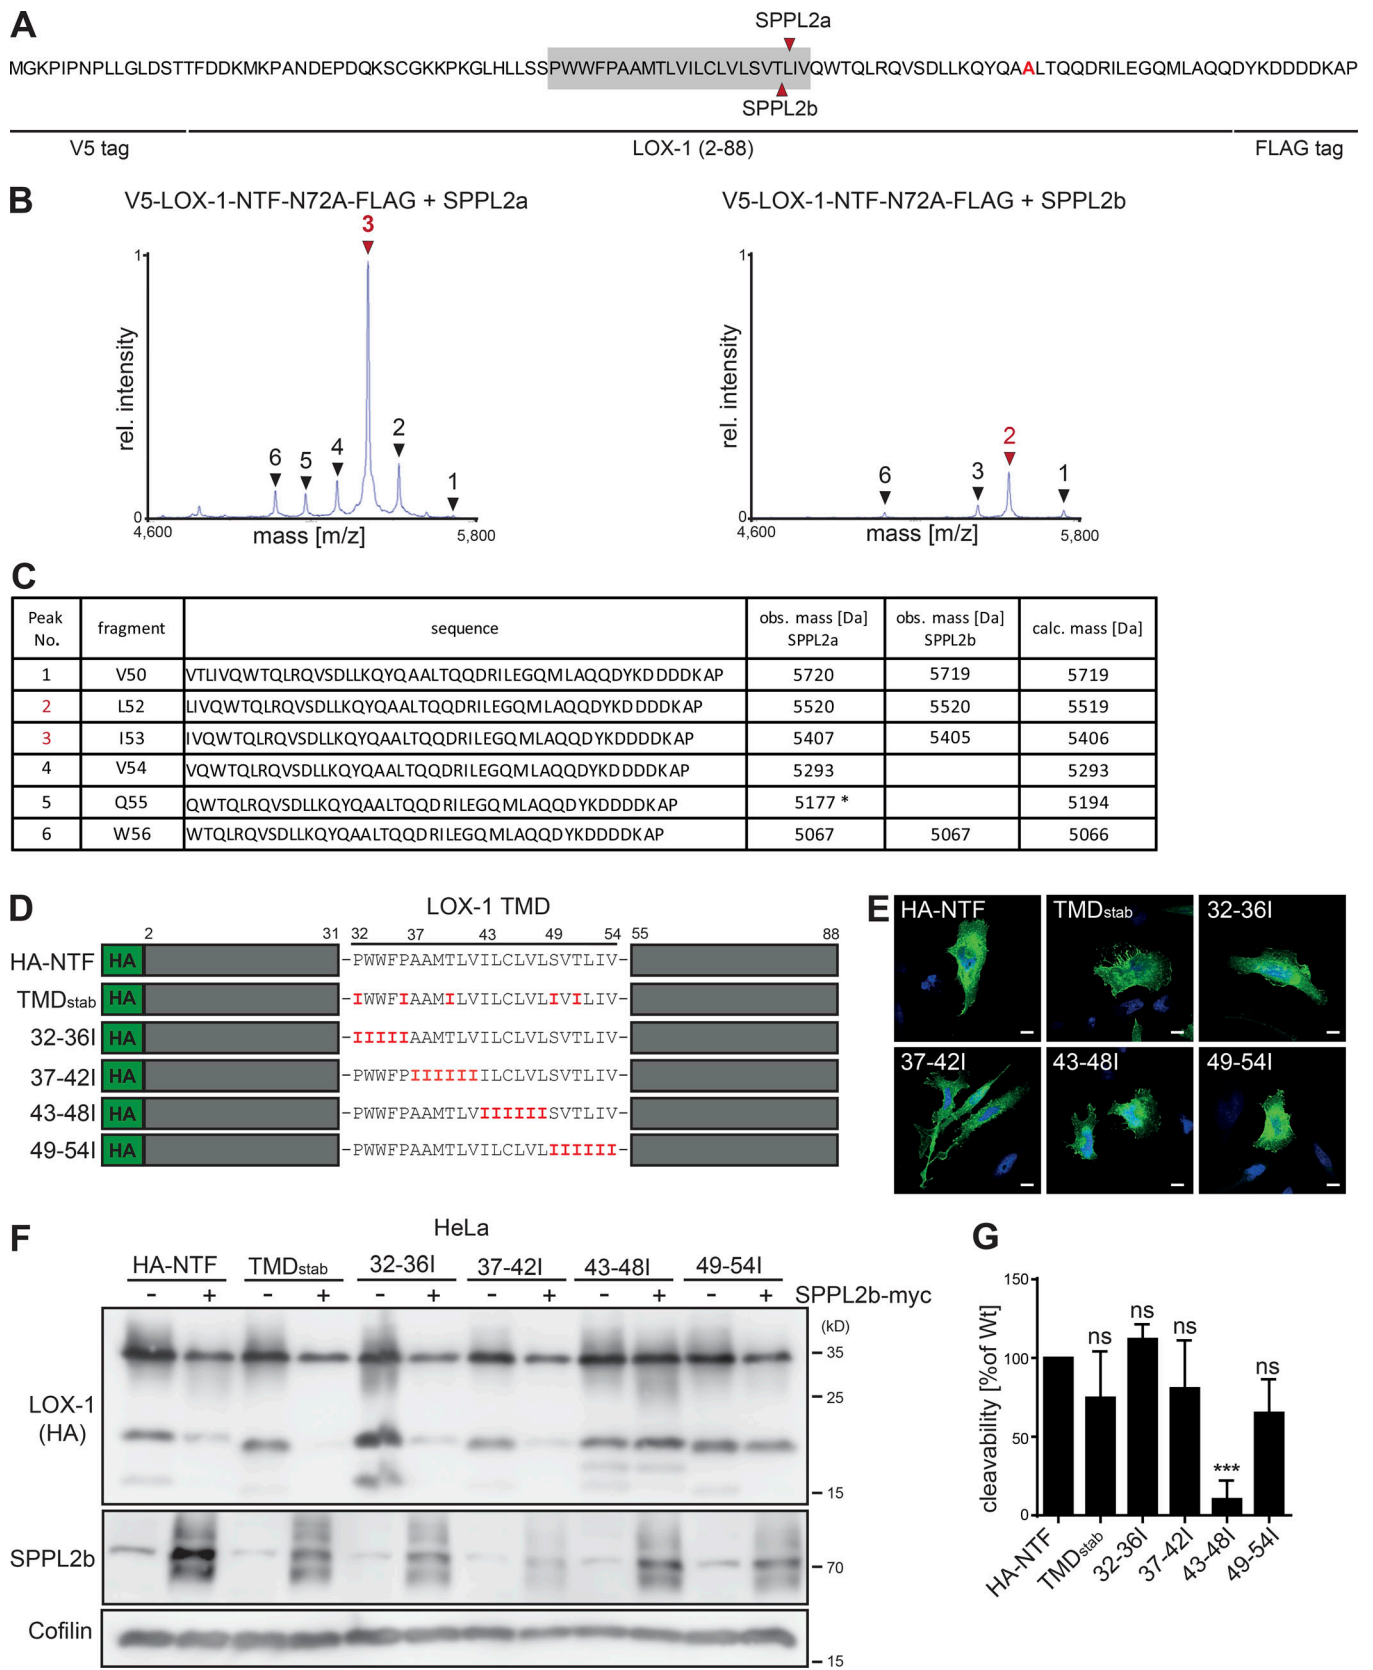 A
SPPL2a
MGKPIPNPLLGLDSTTFDDKMKPANDEPDQKSCGKKPKGLHLLSSPWWFPAAMTLVILCLVLSVTLIVQWTQLRQVSDLLKQYQAALTQQDRILEGQMLAQQDYKDDDDKAP
SPPL2b
V5 tag LOX-1 (2-88) FLAG tag
B
V5-LOX-1-NTF-N72A-FLAG + SPPL2a V5-LOX-1-NTF-N72A-FLAG + SPPL2b
1 rel. intensity 0
6 5 4 3 2 1
4,600 mass [m/z] 5,800
1 rel. intensity 0
6 3 2 1
4,600 mass [m/z] 5,800
C
Peak No. fragment sequence obs. mass [Da] SPPL2a obs. mass [Da] SPPL2b calc. mass [Da]
1 V50 VTLIVQWTQLRQVSDLLKQYQAALTQQDRILEGQMLAQQDYKDDDDKAP 5720 5719 5719
2 L52 LIVQWTQLRQVSDLLKQYQAALTQQDRILEGQMLAQQDYKDDDDKAP 5520 5520 5519
3 I53 IVQWTQLRQVSDLLKQYQAALTQQDRILEGQMLAQQDYKDDDDKAP 5407 5405 5406
4 V54 VQWTQLRQVSDLLKQYQAALTQQDRILEGQMLAQQDYKDDDDKAP 5293 5293
5 Q55 QWTQLRQVSDLLKQYQAALTQQDRILEGQMLAQQDYKDDDDKAP 5177 * 5194
6 W56 WTQLRQVSDLLKQYQAALTQQDRILEGQMLAQQDYKDDDDKAP 5067 5067 5066
D
LOX-1 TMD
2 31 32 37 43 49 54 55 88
HA-NTF HA -PWWFPAAMTLVILCLVLSVTLIV-
TMDstab HA -IWWFIAAMILVILCLVLIVILIV-
32-36I HA -IIIIIAAMTLVILCLVLSVTLIV-
37-42I HA -PWWFPIIIIIIILCLVLSVTLIV-
43-48I HA -PWWFPAAMTLVIIIIIISVTLIV-
49-54I HA -PWWFPAAMTLVILCLVLIIIIII-
E
HA-NTF TMDstab 32-36I
37-42I 43-48I 49-54I
F
HeLa
HA-NTF TMDstab 32-36I 37-42I 43-48I 49-54I
- + - + - + - + - + - + SPPL2b-myc
(kD)
LOX-1
(HA)
35
25
15
SPPL2b
70
Cofilin
15
G
cleavability [%of Wt]
150
100
50
0
ns ns ns *** ns
HA-NTF TMDstab 32-36I 37-42I 43-48I 49-54I